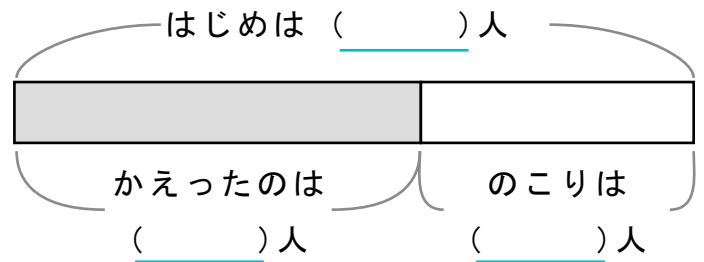 はじめは (　　　) 人
かえったのは
(　　　) 人
のこりは
(　　　) 人